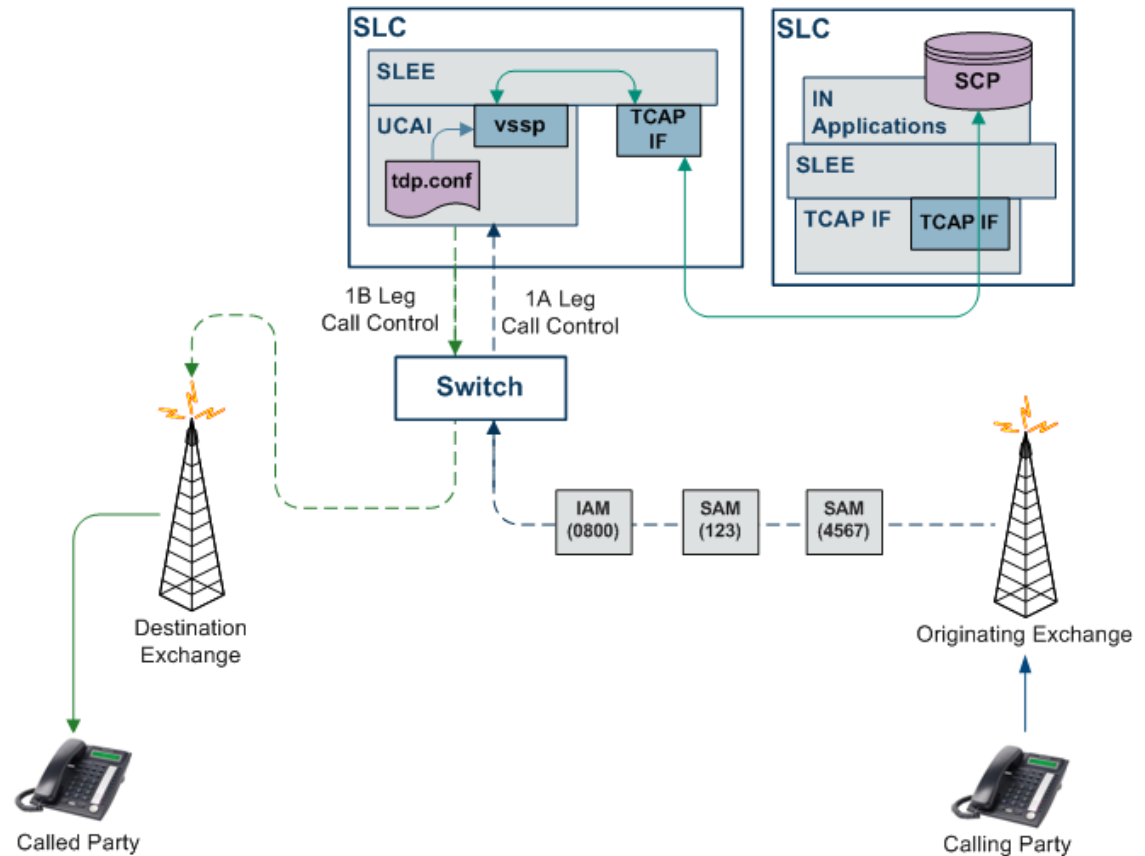 SLC
SLEE
UCAI
vssp
TCAP
IF
tdp.conf
SLC
SCP
IN
Applications
SLEE
TCAP IF
TCAP IF
1B Leg
Call Control
1A Leg
Call Control
Switch
IAM
(0800)
SAM
(123)
SAM
(4567)
Destination
Exchange
Originating Exchange
Called Party
Calling Party